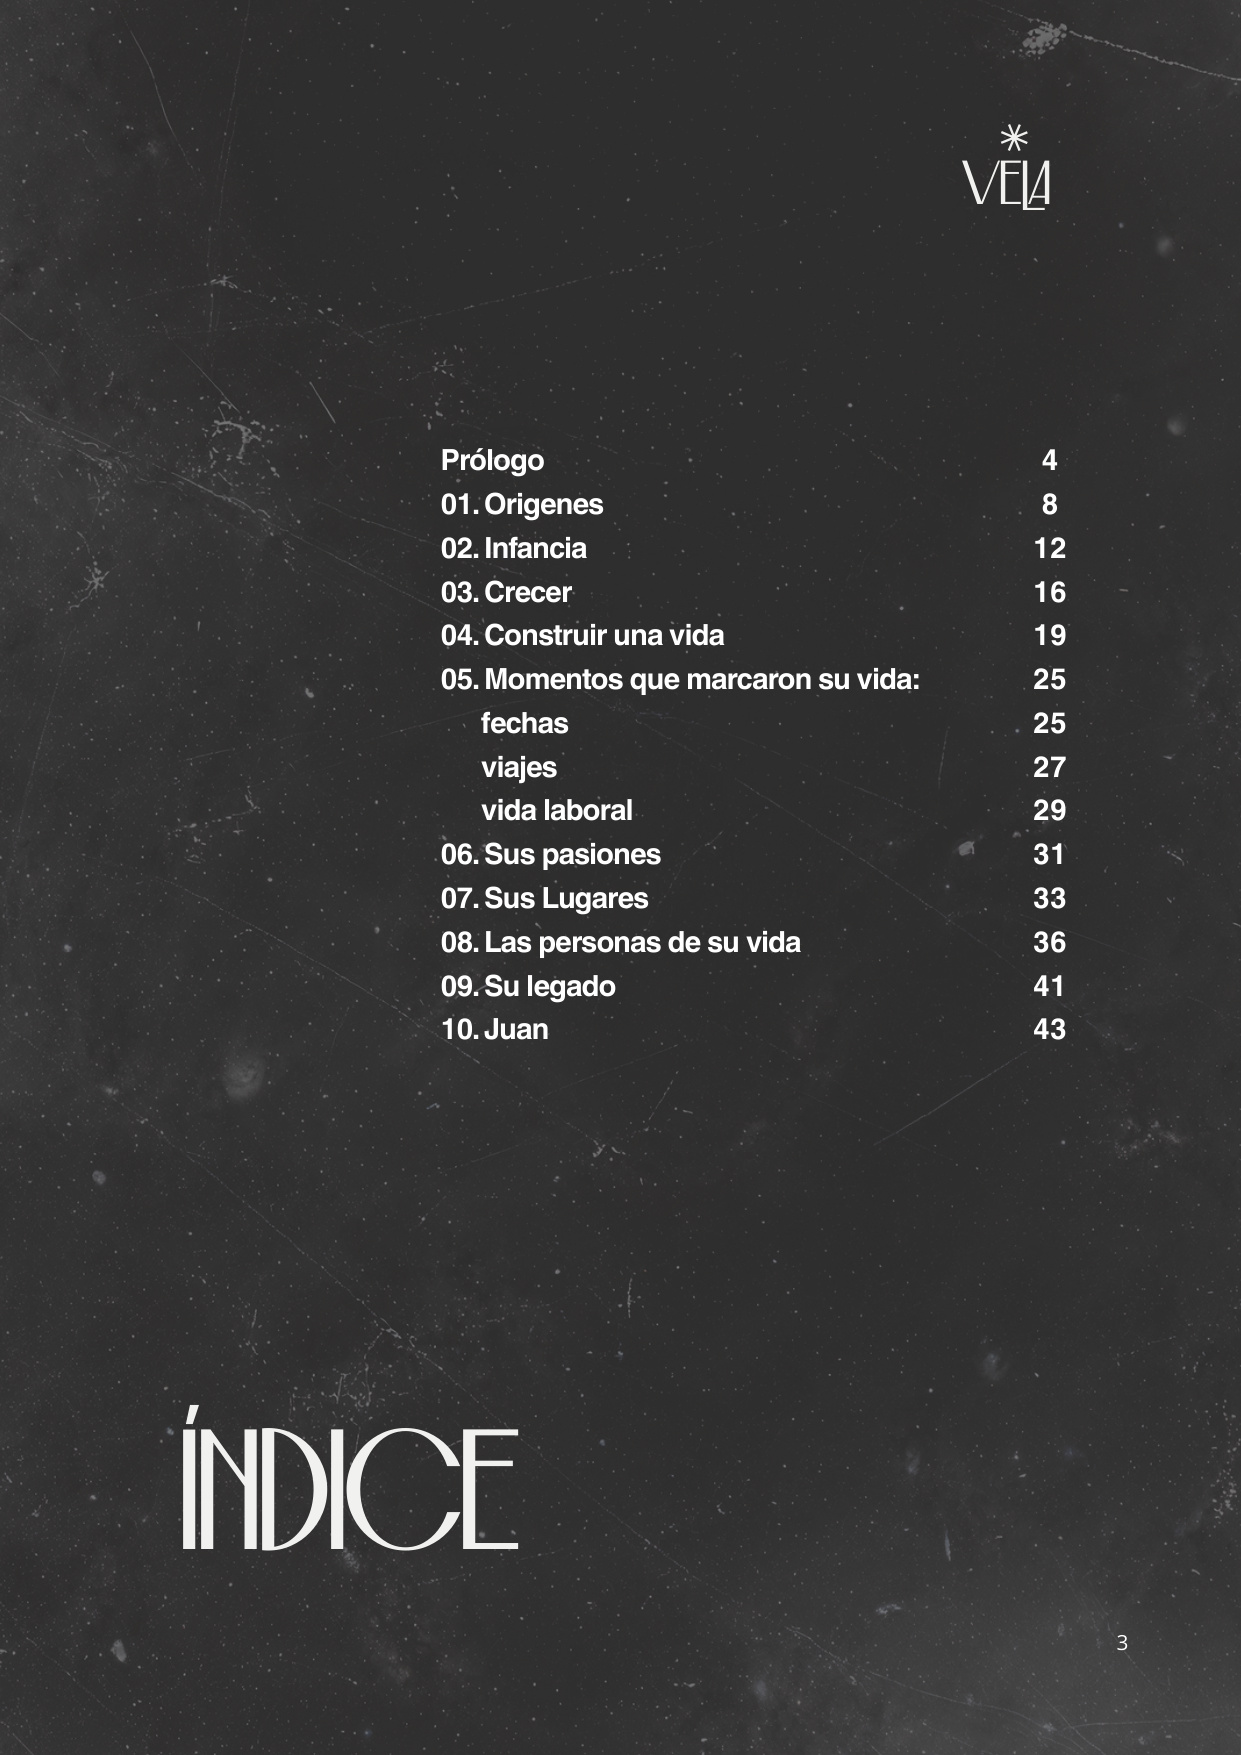 VELA
Prólogo 4
01. Origenes 8
02. Infancia 12
03. Crecer 16
04. Construir una vida 19
05. Momentos que marcaron su vida: 25
fechas 25
viajes 27
vida laboral 29
06. Sus pasiones 31
07. Sus Lugares 33
08. Las personas de su vida 36
09. Su legado 41
10. Juan 43
ÍNDICE
3